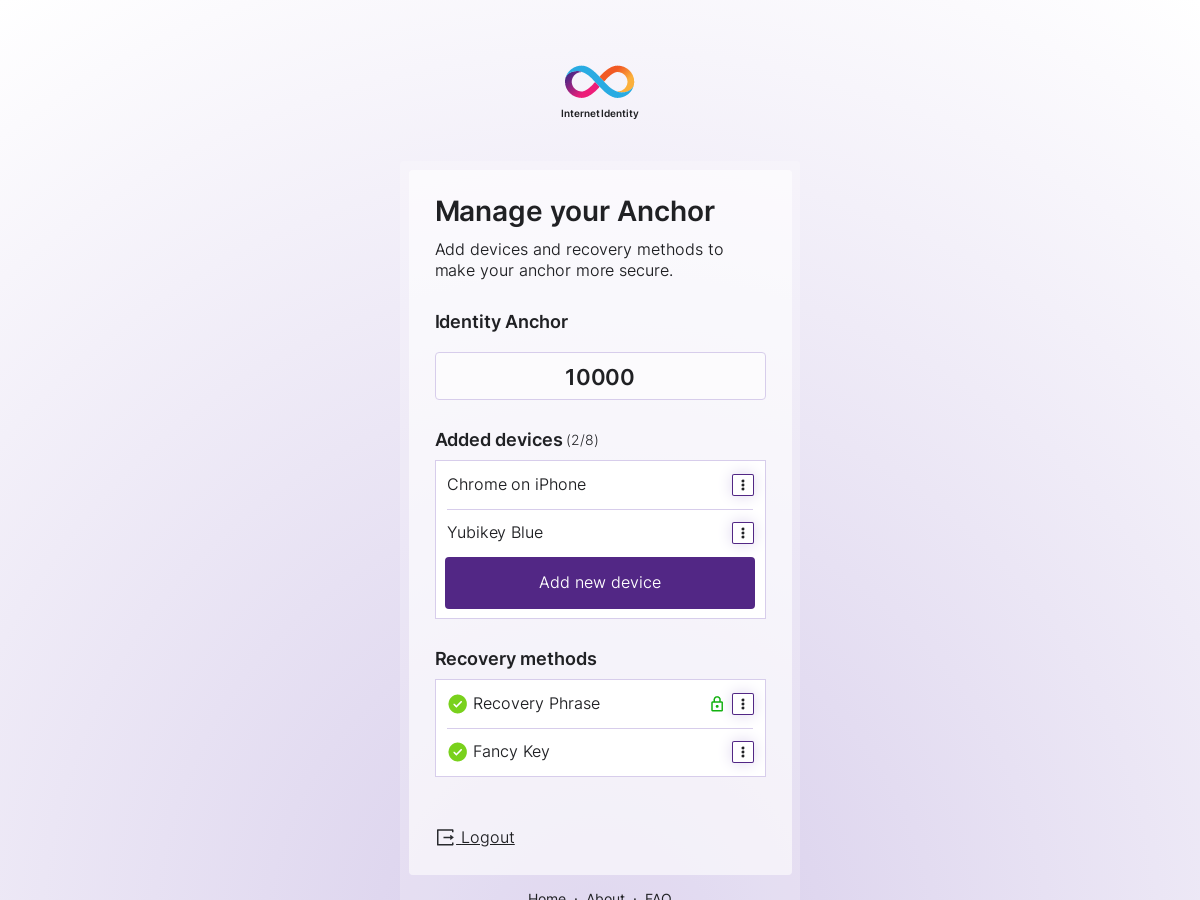 Internet Identity
Manage your Anchor
Add devices and recovery methods to
make your anchor more secure.
Identity Anchor
10000
Added devices (2/8)
Chrome on iPhone
Yubikey Blue
Add new device
Recovery methods
Recovery Phrase
Fancy Key
Logout
Home · About · FAQ